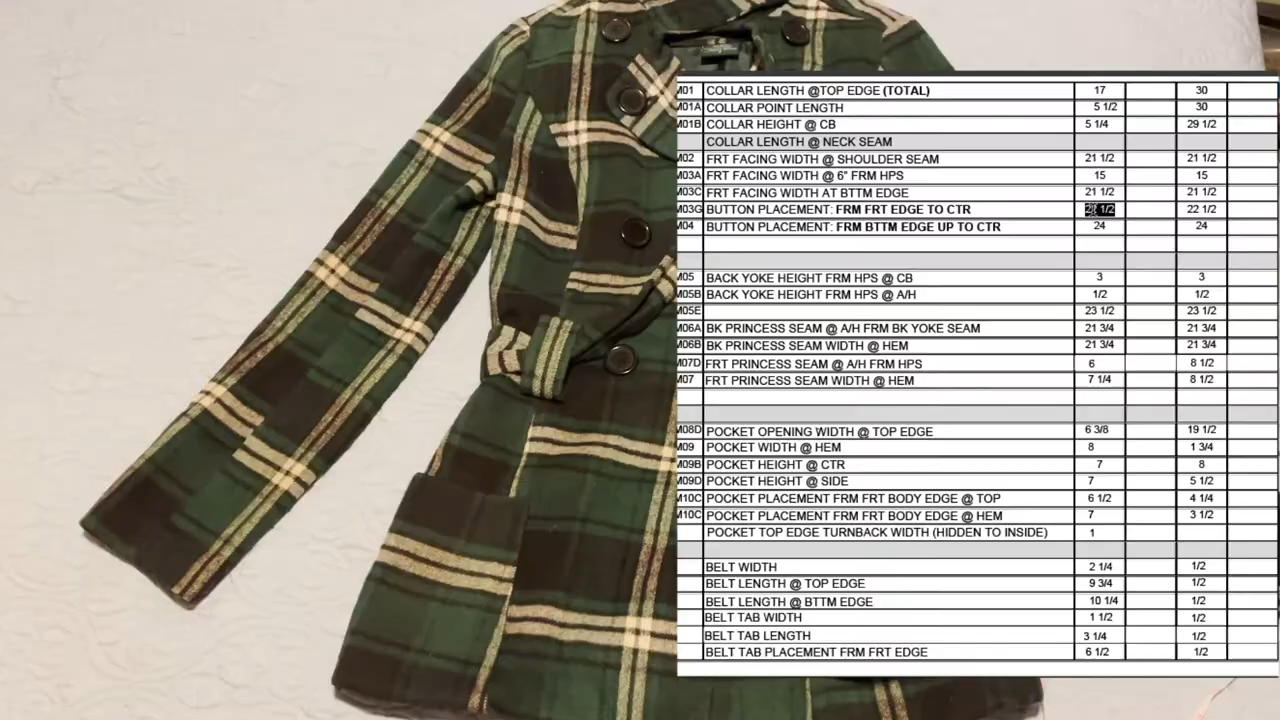 M01 COLLAR LENGTH @TOP EDGE (TOTAL) 17 30
M01A COLLAR POINT LENGTH 5 1/2 30
M01B COLLAR HEIGHT @ CB 5 1/4 29 1/2
COLLAR LENGTH @ NECK SEAM
M02 FRT FACING WIDTH @ SHOULDER SEAM 21 1/2 21 1/2
M03A FRT FACING WIDTH @ 6" FRM HPS 15 15
M03C FRT FACING WIDTH AT BTTM EDGE 21 1/2 21 1/2
M03G BUTTON PLACEMENT: FRM FRT EDGE TO CTR 1/2 22 1/2
M04 BUTTON PLACEMENT: FRM BTTM EDGE UP TO CTR 24 24
M05 BACK YOKE HEIGHT FRM HPS @ CB 3 3
M05B BACK YOKE HEIGHT FRM HPS @ A/H 1/2 1/2
M05E 23 1/2 23 1/2
M06A BK PRINCESS SEAM @ A/H FRM BK YOKE SEAM 21 3/4 21 3/4
M06B BK PRINCESS SEAM WIDTH @ HEM 21 3/4 21 3/4
M07D FRT PRINCESS SEAM @ A/H FRM HPS 6 8 1/2
M07 FRT PRINCESS SEAM WIDTH @ HEM 7 1/4 8 1/2
M08D POCKET OPENING WIDTH @ TOP EDGE 6 3/8 19 1/2
M09 POCKET WIDTH @ HEM 8 1 3/4
M09B POCKET HEIGHT @ CTR 7 8
M09D POCKET HEIGHT @ SIDE 7 5 1/2
M10C POCKET PLACEMENT FRM FRT BODY EDGE @ TOP 6 1/2 4 1/4
M10C POCKET PLACEMENT FRM FRT BODY EDGE @ HEM 7 3 1/2
POCKET TOP EDGE TURNBACK WIDTH (HIDDEN TO INSIDE) 1
BELT WIDTH 2 1/4 1/2
BELT LENGTH @ TOP EDGE 9 3/4 1/2
BELT LENGTH @ BTTM EDGE 10 1/4 1/2
BELT TAB WIDTH 1 1/2 1/2
BELT TAB LENGTH 3 1/4 1/2
BELT TAB PLACEMENT FRM FRT EDGE 6 1/2 1/2